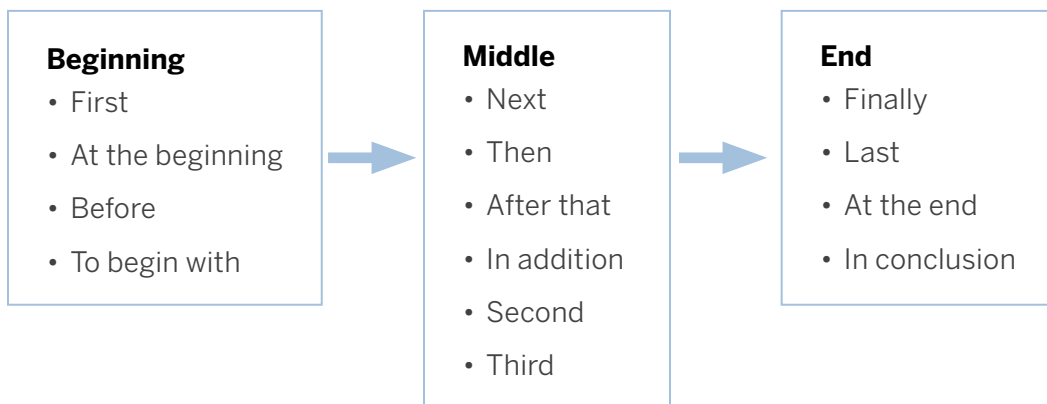 Beginning
• First
• At the beginning
• Before
• To begin with
Middle
• Next
• Then
• After that
• In addition
• Second
• Third
End
• Finally
• Last
• At the end
• In conclusion